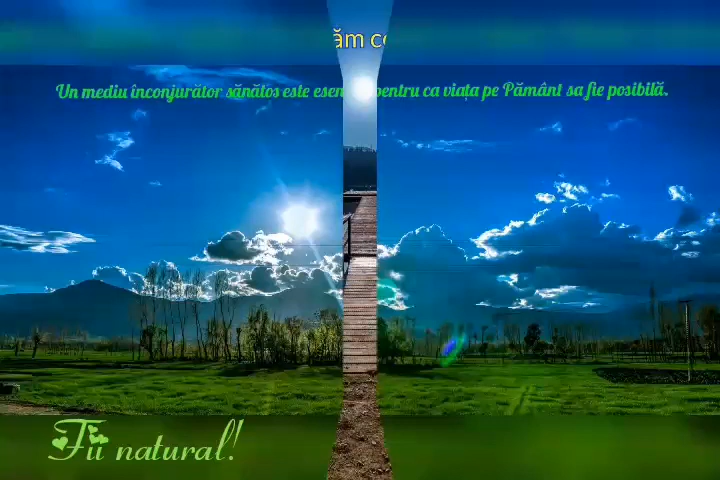 Un mediu înconjurător sănătos este pentru ca viața pe Pământ sa fie posibilă.
Fii natural!